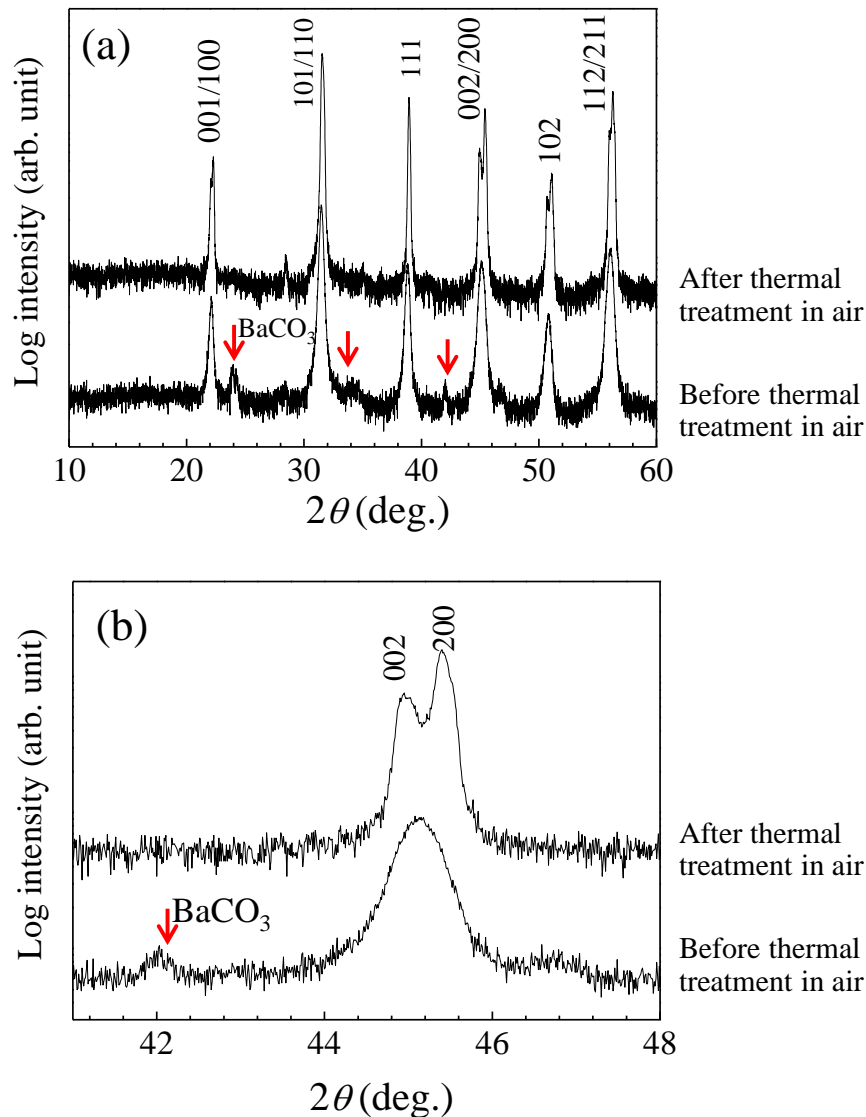 (a)
Log intensity (arb. unit)
001/100
101/110
111
002/200
102
112/211
BaCO₃
After thermal
treatment in air
Before thermal
treatment in air
10 20 30 40 50 60
2θ (deg.)
(b)
Log intensity (arb. unit)
002
200
BaCO₃
After thermal
treatment in air
Before thermal
treatment in air
42 44 46 48
2θ (deg.)